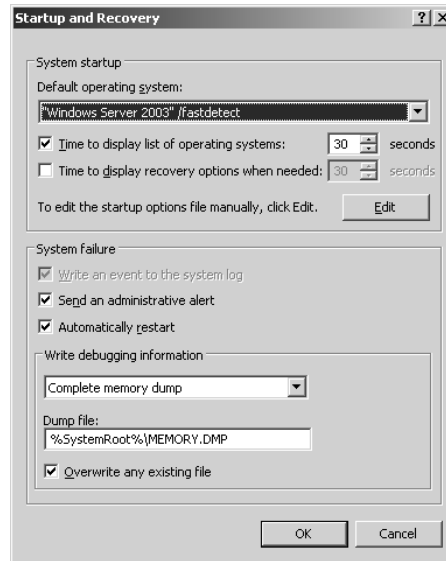 Startup and Recovery
System startup
Default operating system:
"Windows Server 2003" /fastdetect
Time to display list of operating systems: 30 seconds
Time to display recovery options when needed: 30 seconds
To edit the startup options file manually, click Edit. Edit
System failure
Write an event to the system log
Send an administrative alert
Automatically restart
Write debugging information
Complete memory dump
Dump file:
%SystemRoot%\MEMORY.DMP
Overwrite any existing file
OK Cancel